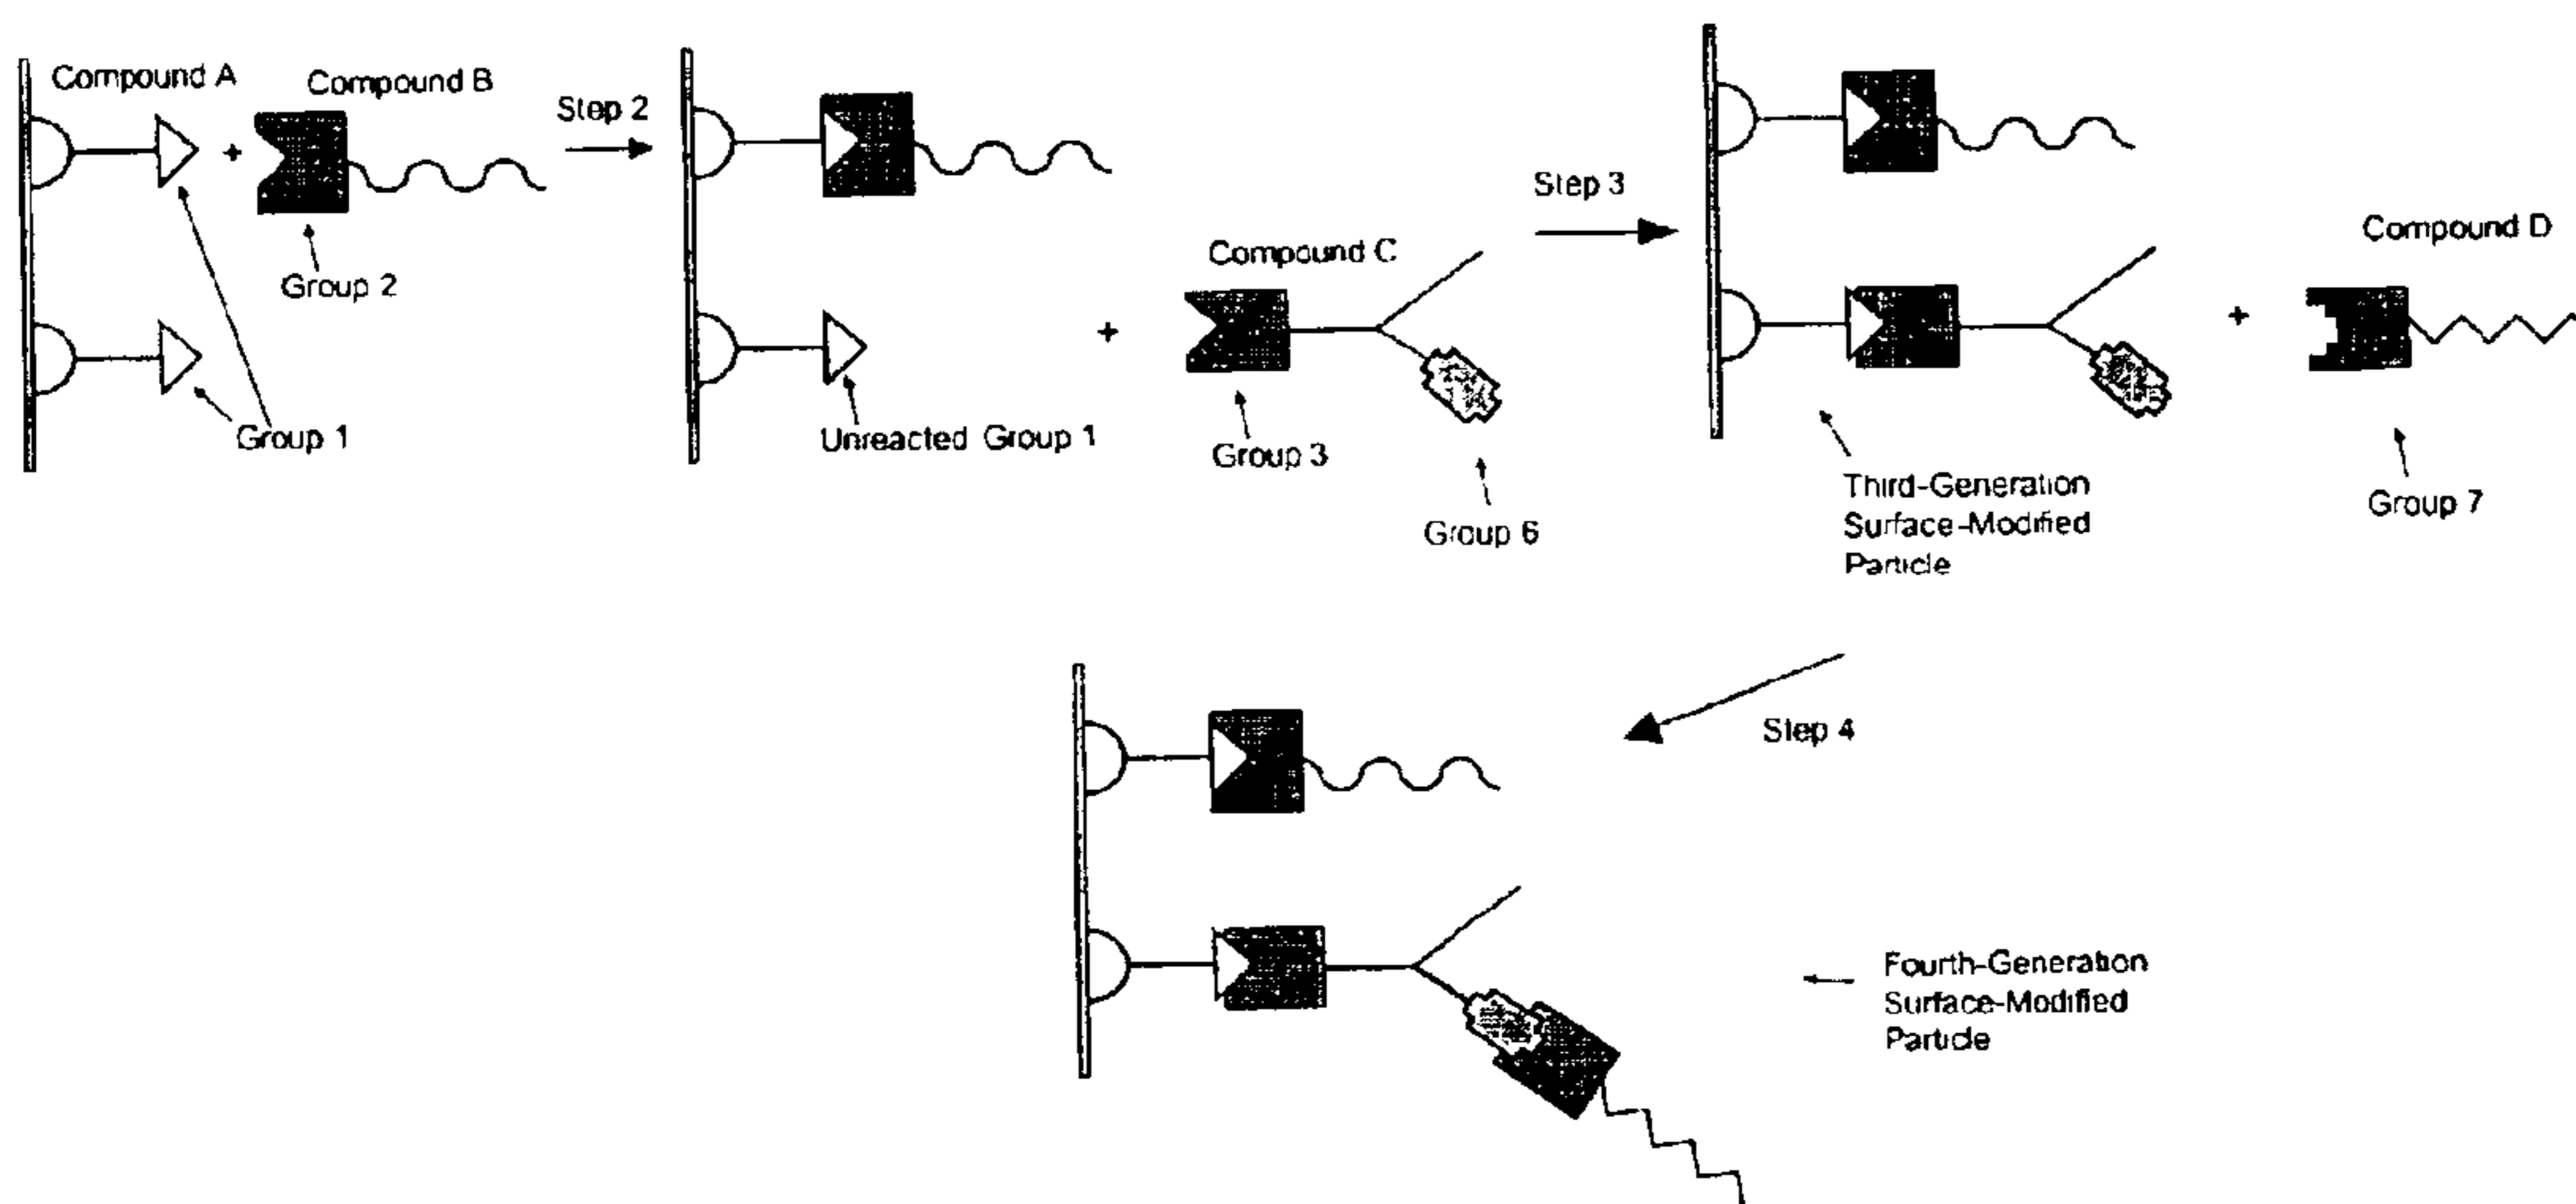 Compound A
Compound B
+
Step 2
Group 2
Group 1
Compound C
+
Unreacted Group 1
Group 3
Group 6
Step 3
Compound D
+
Third-Generation
Surface-Modified
Particle
Group 7
Step 4
Fourth-Generation
Surface-Modified
Particle